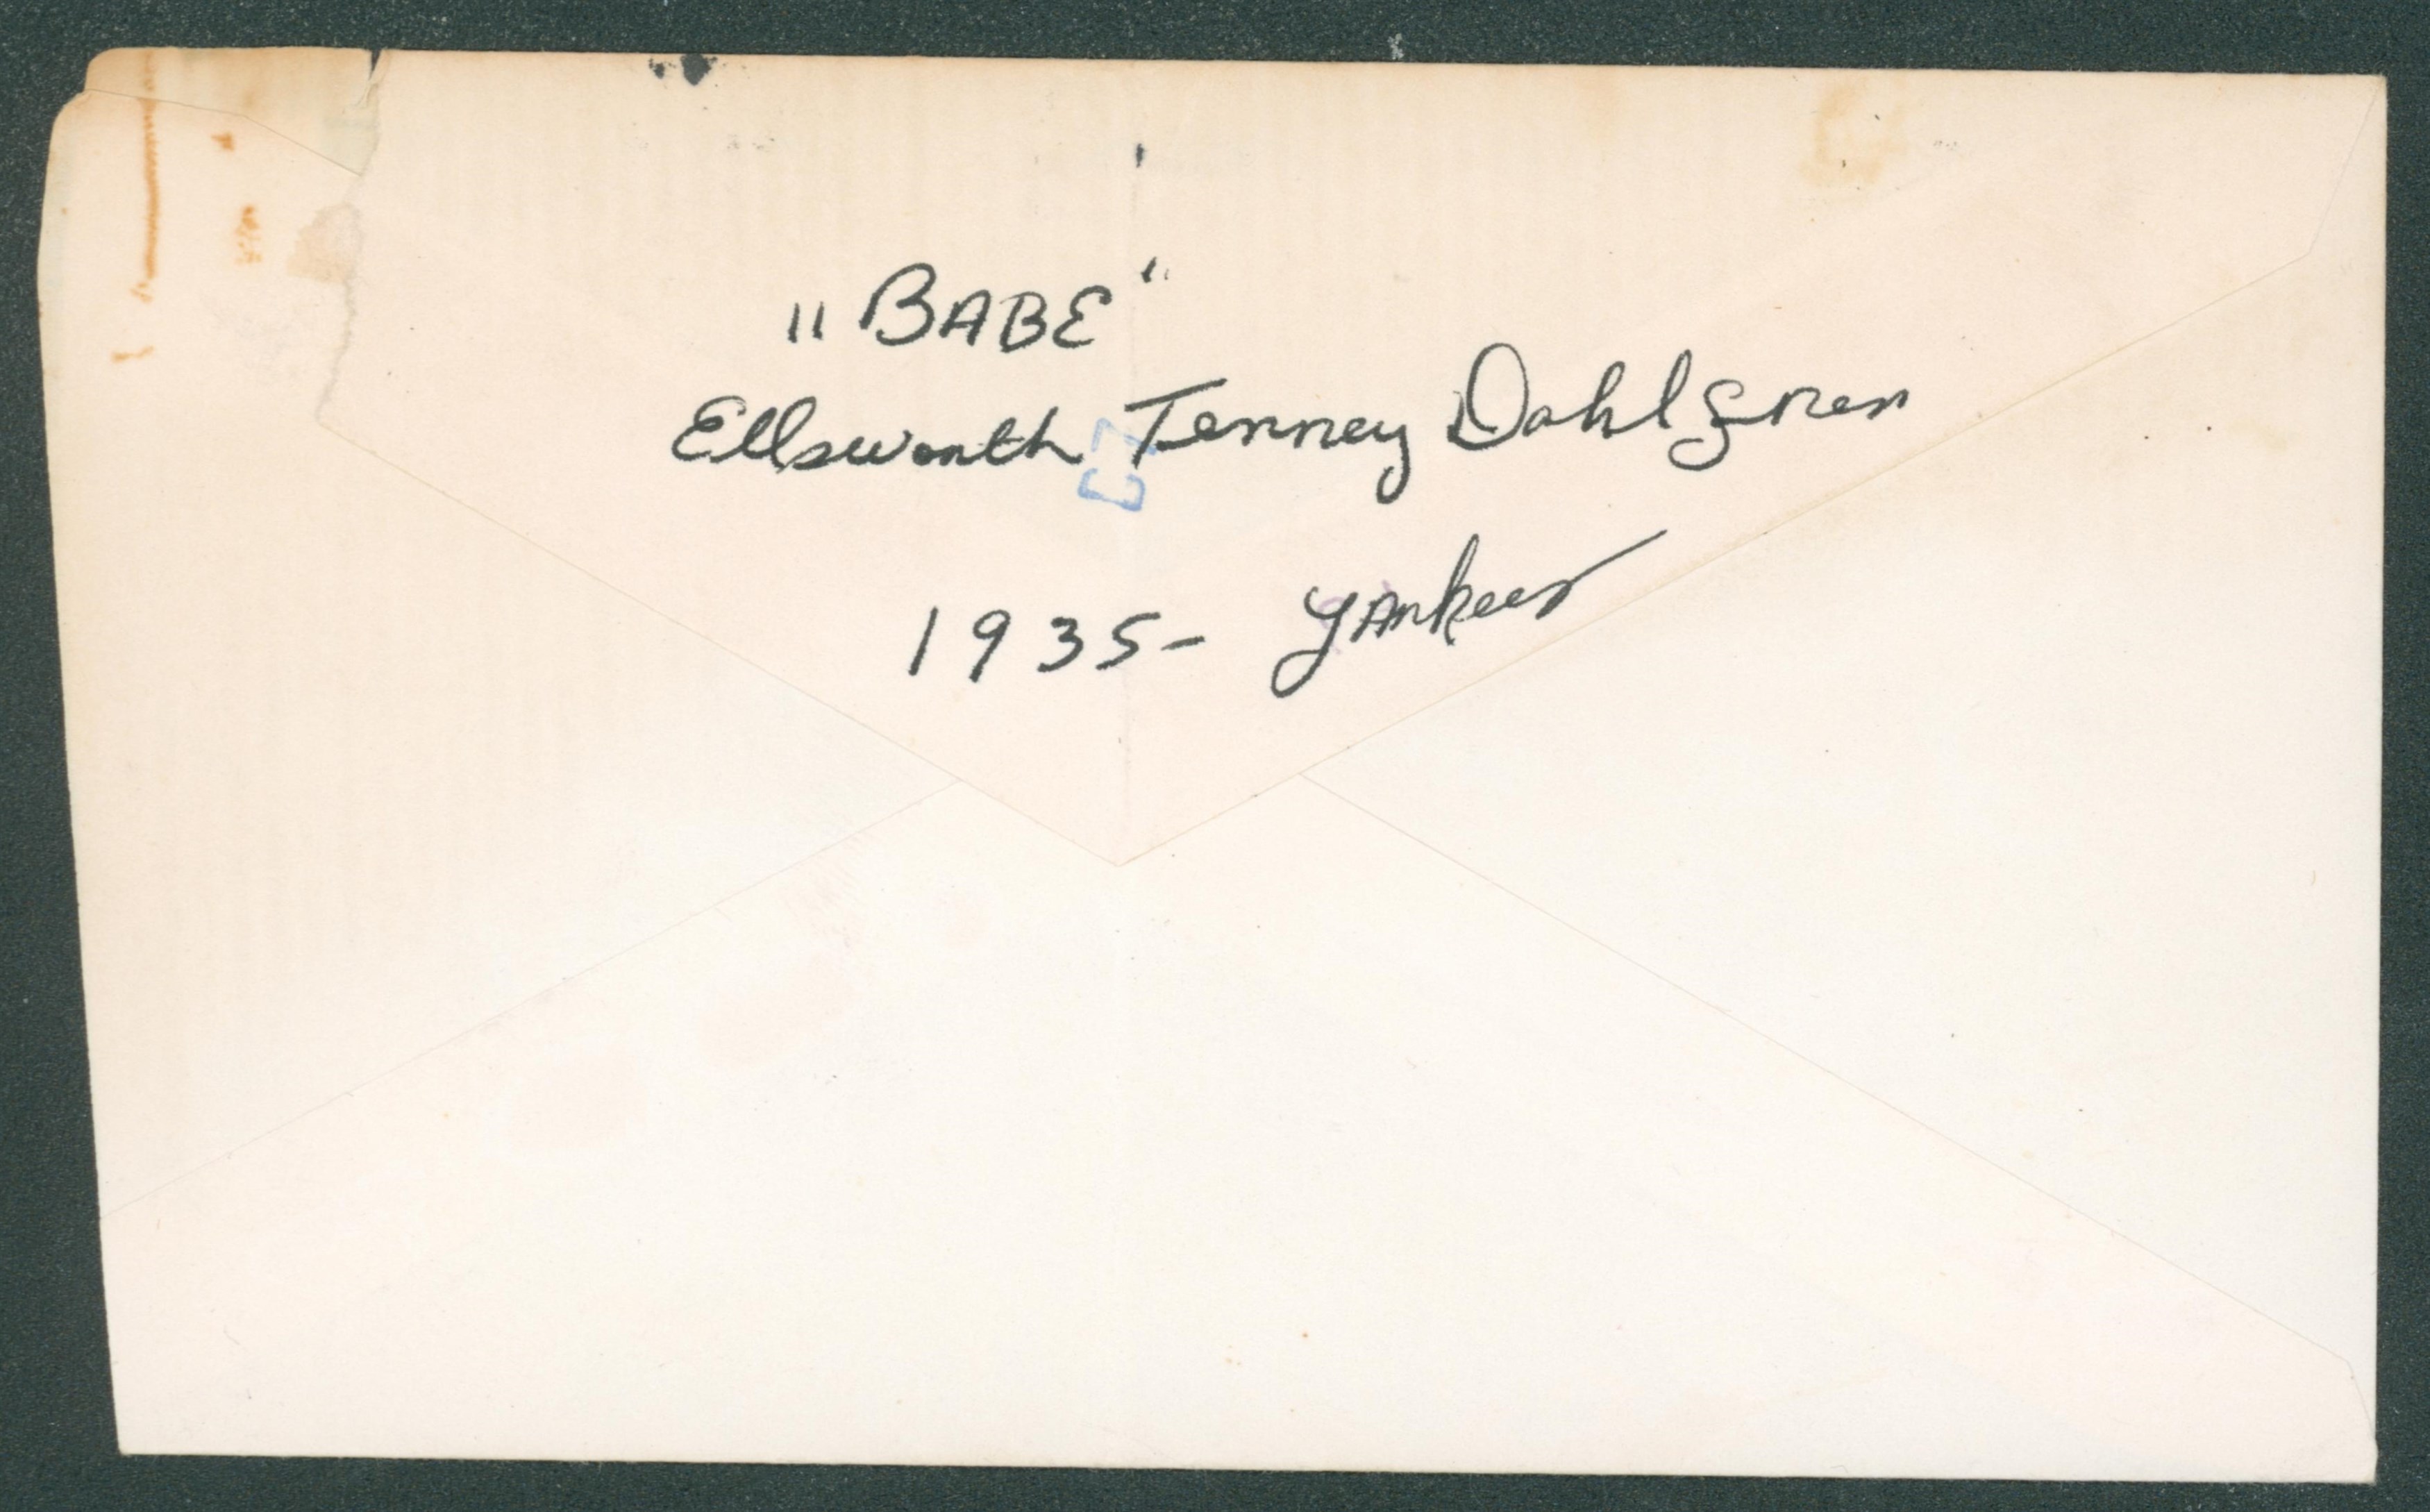 "BABE"
Ellsworth Tenney Dahlgren
1935- Yankees